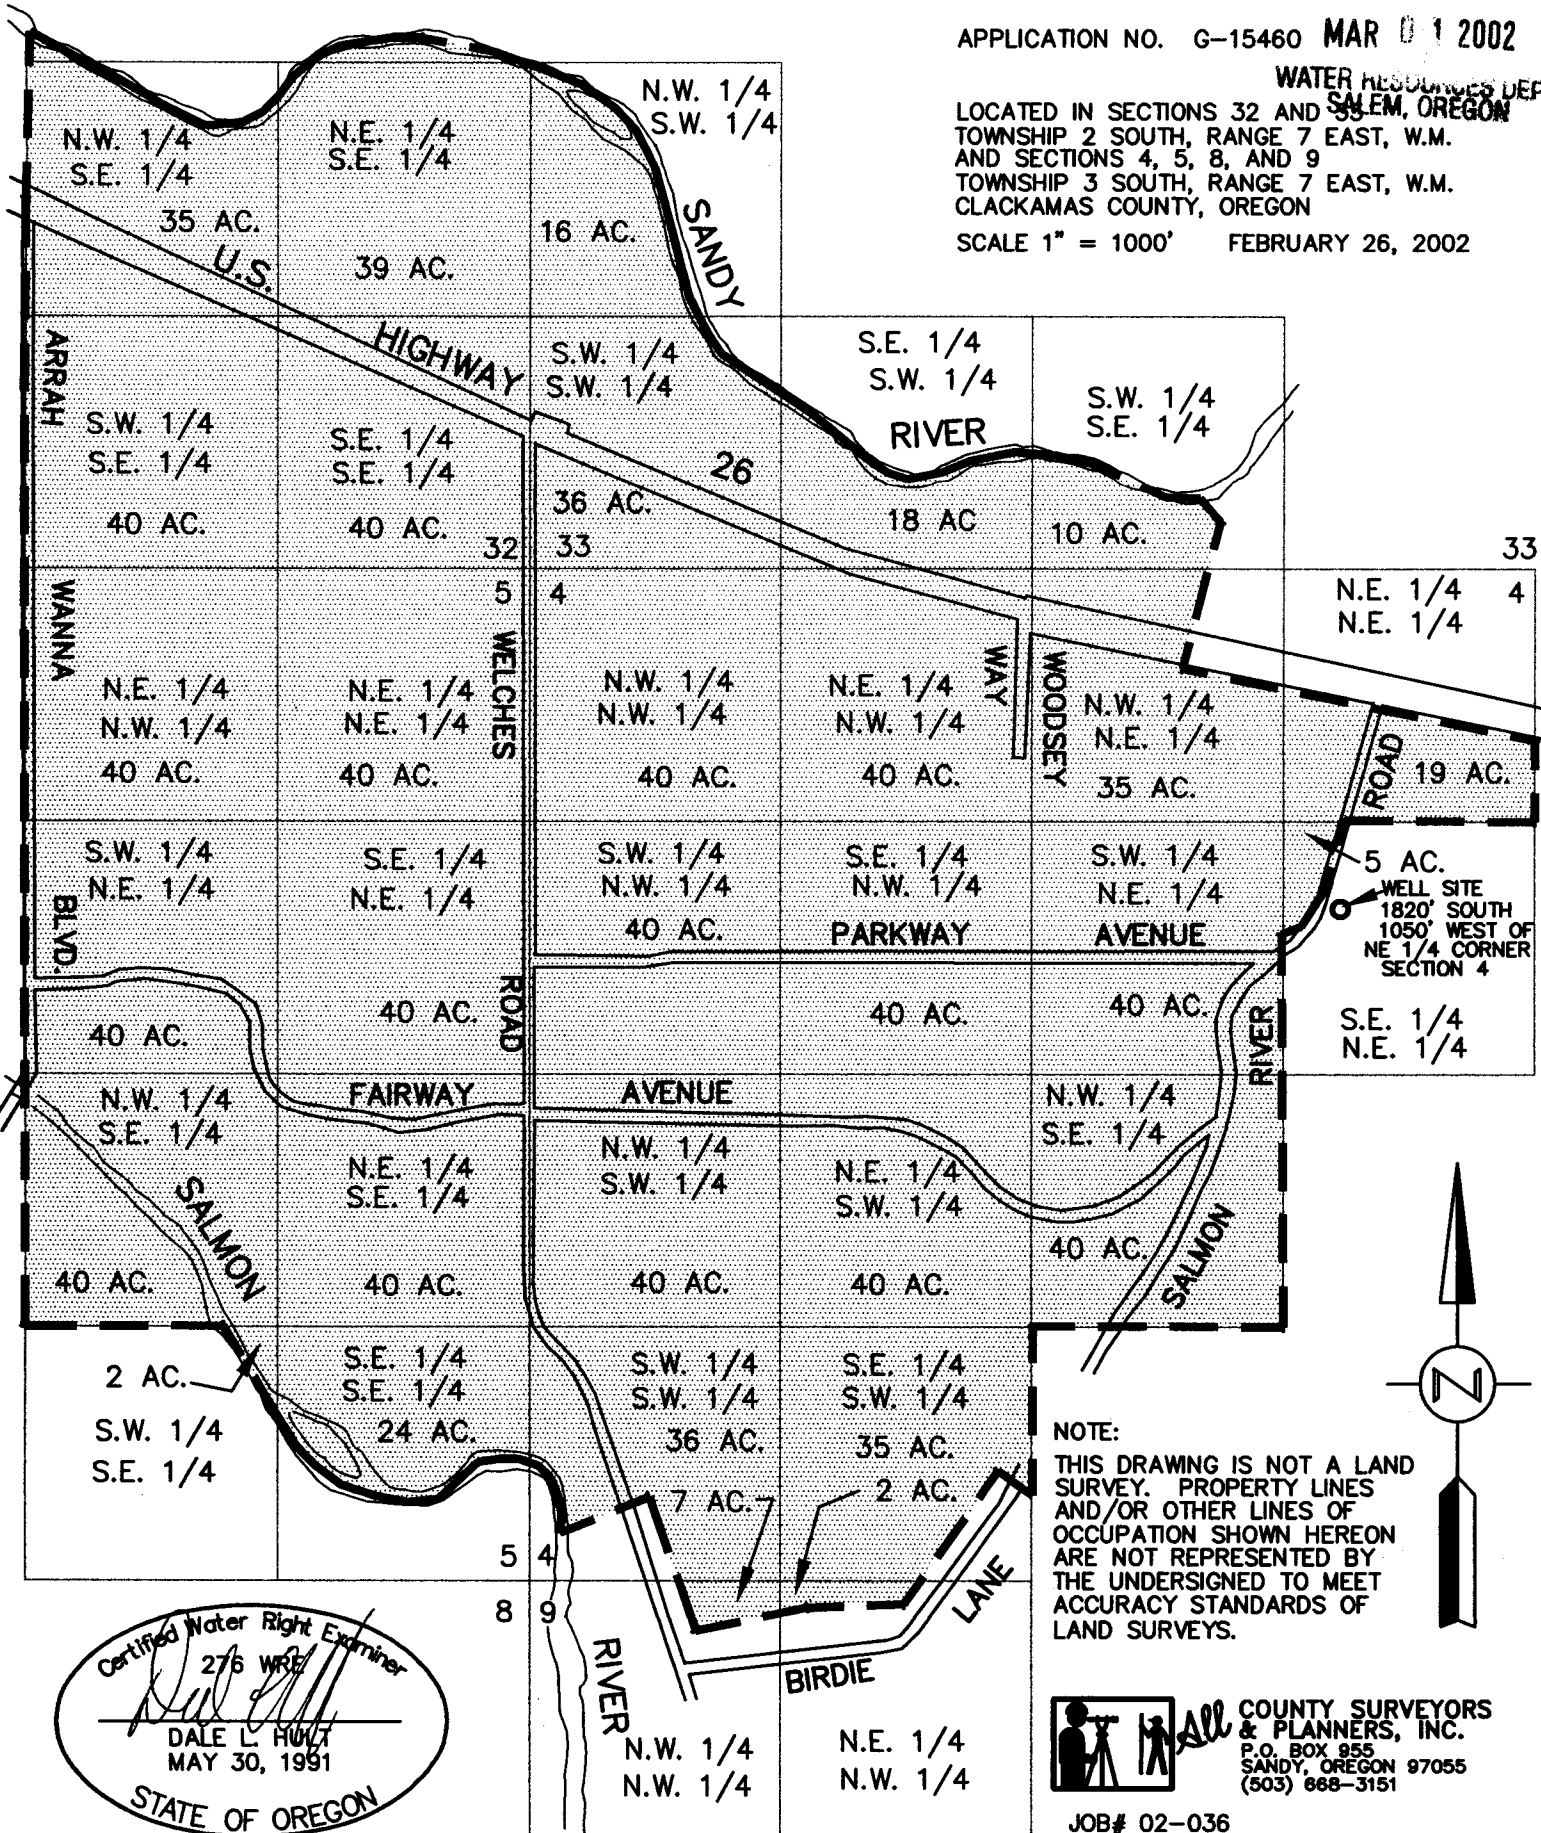 APPLICATION NO. G-15460 MAR 0 1 2002
WATER RESOURCES DEP
SALEM, OREGON
LOCATED IN SECTIONS 32 AND 33
TOWNSHIP 2 SOUTH, RANGE 7 EAST, W.M.
AND SECTIONS 4, 5, 8, AND 9
TOWNSHIP 3 SOUTH, RANGE 7 EAST, W.M.
CLACKAMAS COUNTY, OREGON
SCALE 1" = 1000' FEBRUARY 26, 2002
N.W. 1/4
S.E. 1/4
35 AC.
N.E. 1/4
S.E. 1/4
39 AC.
N.W. 1/4
S.W. 1/4
16 AC.
SANDY
RIVER
U.S.
HIGHWAY
26
ARRAH
WANNA
BLVD.
S.W. 1/4
S.E. 1/4
40 AC.
S.E. 1/4
S.E. 1/4
40 AC.
S.W. 1/4
S.W. 1/4
36 AC.
S.E. 1/4
S.W. 1/4
18 AC
S.W. 1/4
S.E. 1/4
10 AC.
32 33
5 4
33
4
N.E. 1/4
N.W. 1/4
40 AC.
N.E. 1/4
N.E. 1/4
40 AC.
WELCHES
ROAD
N.W. 1/4
N.W. 1/4
40 AC.
N.E. 1/4
N.W. 1/4
40 AC.
WOODSEY
WAY
N.W. 1/4
N.E. 1/4
35 AC.
N.E. 1/4
N.E. 1/4
19 AC.
ROAD
S.W. 1/4
N.E. 1/4
40 AC.
S.E. 1/4
N.E. 1/4
40 AC.
S.W. 1/4
N.W. 1/4
40 AC.
S.E. 1/4
N.W. 1/4
40 AC.
S.W. 1/4
N.E. 1/4
40 AC.
PARKWAY AVENUE
5 AC.
WELL SITE
1820' SOUTH
1050' WEST OF
NE 1/4 CORNER
SECTION 4
S.E. 1/4
N.E. 1/4
RIVER
SALMON
FAIRWAY AVENUE
N.W. 1/4
S.E. 1/4
40 AC.
SALMON
N.E. 1/4
S.E. 1/4
40 AC.
N.W. 1/4
S.W. 1/4
40 AC.
N.E. 1/4
S.W. 1/4
40 AC.
N.W. 1/4
S.E. 1/4
40 AC.
2 AC.
S.W. 1/4
S.E. 1/4
S.E. 1/4
S.E. 1/4
24 AC.
S.W. 1/4
S.W. 1/4
36 AC.
S.E. 1/4
S.W. 1/4
35 AC.
7 AC.
2 AC.
5 4
8 9
RIVER
BIRDIE
LANE
N.W. 1/4
N.W. 1/4
N.E. 1/4
N.W. 1/4
N
NOTE:
THIS DRAWING IS NOT A LAND
SURVEY. PROPERTY LINES
AND/OR OTHER LINES OF
OCCUPATION SHOWN HEREON
ARE NOT REPRESENTED BY
THE UNDERSIGNED TO MEET
ACCURACY STANDARDS OF
LAND SURVEYS.
Certified Water Right Examiner
276 WRE
DALE L. HULT
MAY 30, 1991
STATE OF OREGON
All COUNTY SURVEYORS
& PLANNERS, INC.
P.O. BOX 955
SANDY, OREGON 97055
(503) 668-3151
JOB# 02-036